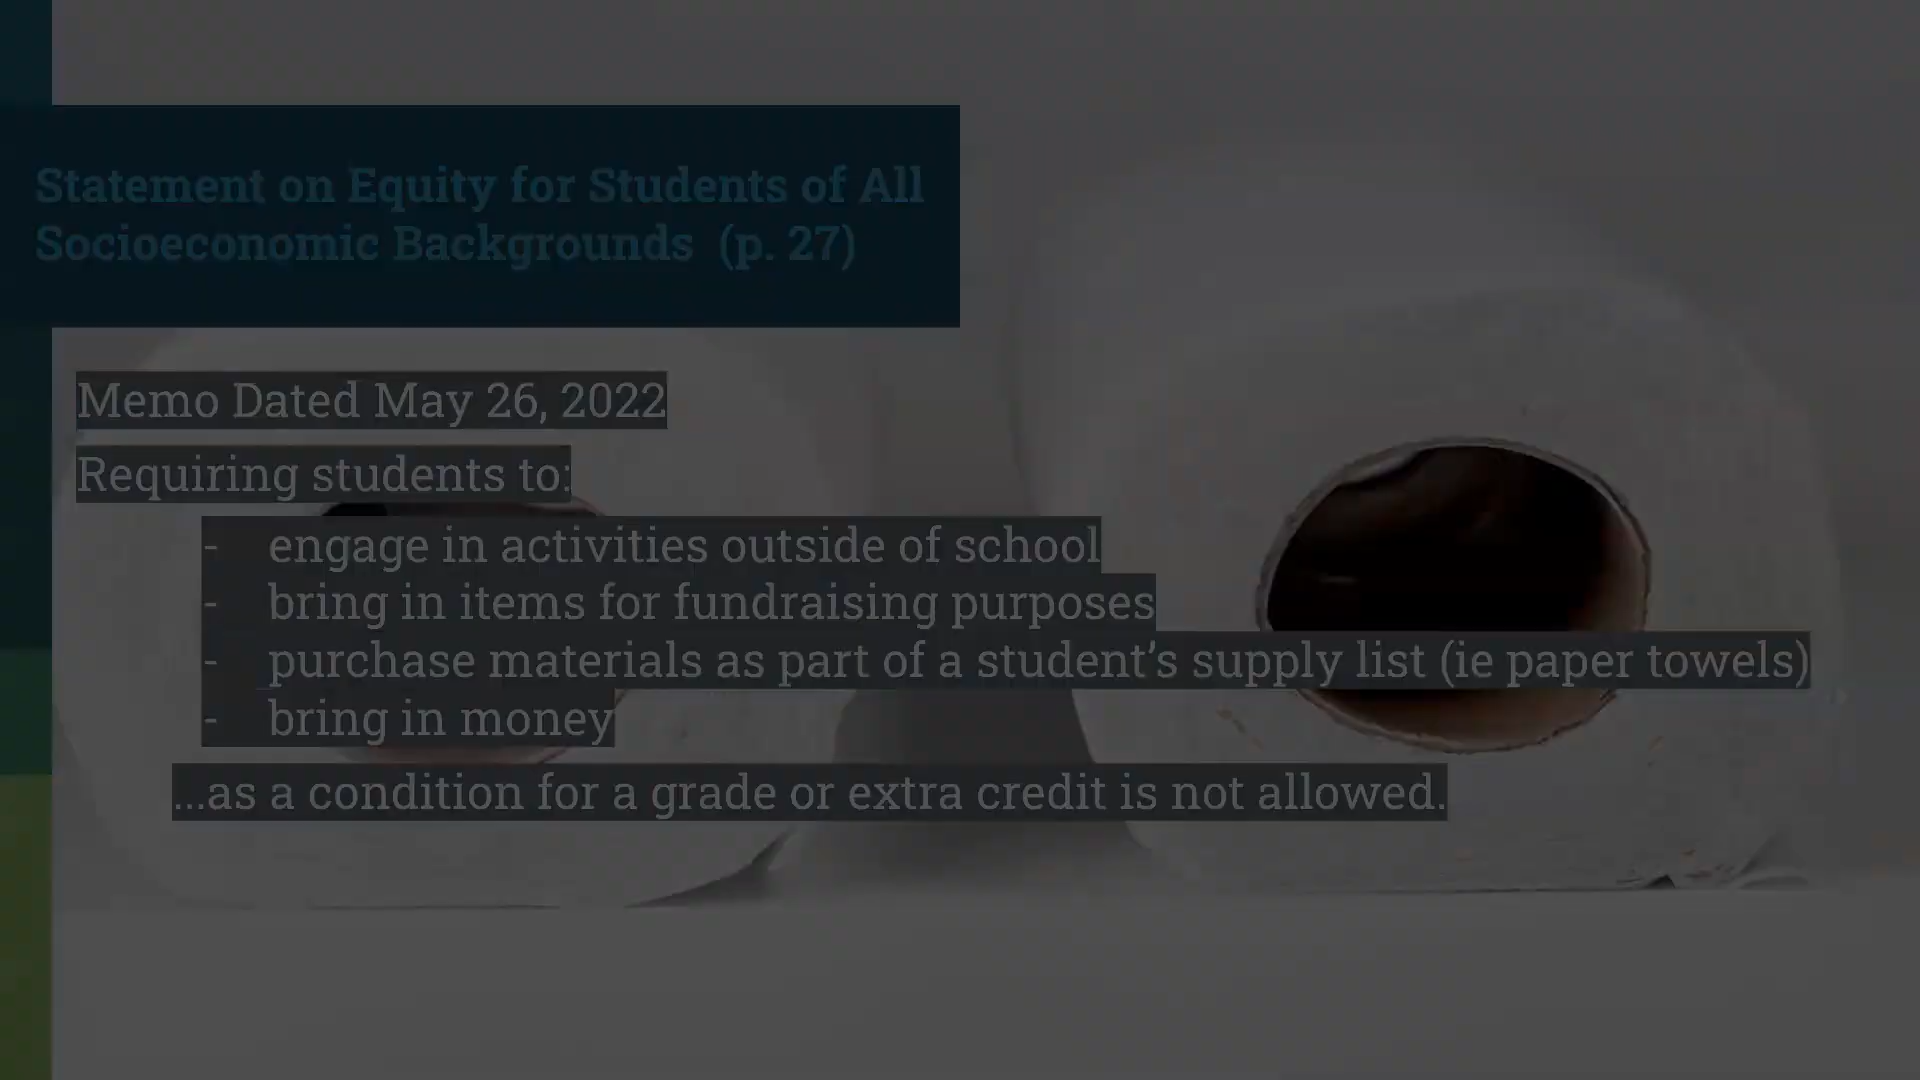 Statement on Equity for Students of All
Socioeconomic Backgrounds (p. 27)
Memo Dated May 26, 2022
Requiring students to:
- engage in activities outside of school
- bring in items for fundraising purposes
- purchase materials as part of a student’s supply list (ie paper towels)
- bring in money
...as a condition for a grade or extra credit is not allowed.